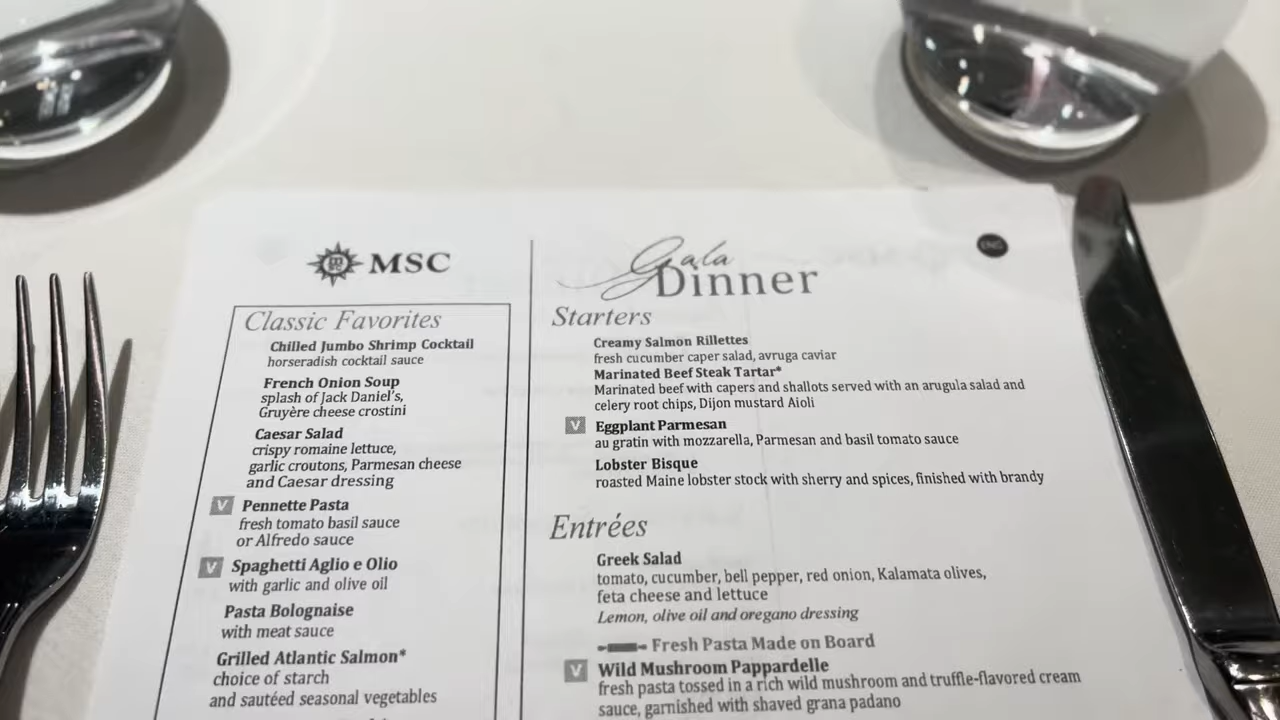 MSC
Classic Favorites
Chilled Jumbo Shrimp Cocktail
horseradish cocktail sauce
French Onion Soup
splash of Jack Daniel's,
Gruyère cheese crostini
Caesar Salad
crispy romaine lettuce,
garlic croutons, Parmesan cheese
and Caesar dressing
V Pennette Pasta
fresh tomato basil sauce
or Alfredo sauce
V Spaghetti Aglio e Olio
with garlic and olive oil
Pasta Bolognaise
with meat sauce
Grilled Atlantic Salmon*
choice of starch
and sautéed seasonal vegetables
Gala
Dinner
ENG
Starters
Creamy Salmon Rillettes
fresh cucumber caper salad, avruga caviar
Marinated Beef Steak Tartar*
Marinated beef with capers and shallots served with an arugula salad and
celery root chips, Dijon mustard Aioli
V Eggplant Parmesan
au gratin with mozzarella, Parmesan and basil tomato sauce
Lobster Bisque
roasted Maine lobster stock with sherry and spices, finished with brandy
Entrées
Greek Salad
tomato, cucumber, bell pepper, red onion, Kalamata olives,
feta cheese and lettuce
Lemon, olive oil and oregano dressing
Fresh Pasta Made on Board
V Wild Mushroom Pappardelle
fresh pasta tossed in a rich wild mushroom and truffle-flavored cream
sauce, garnished with shaved grana padano